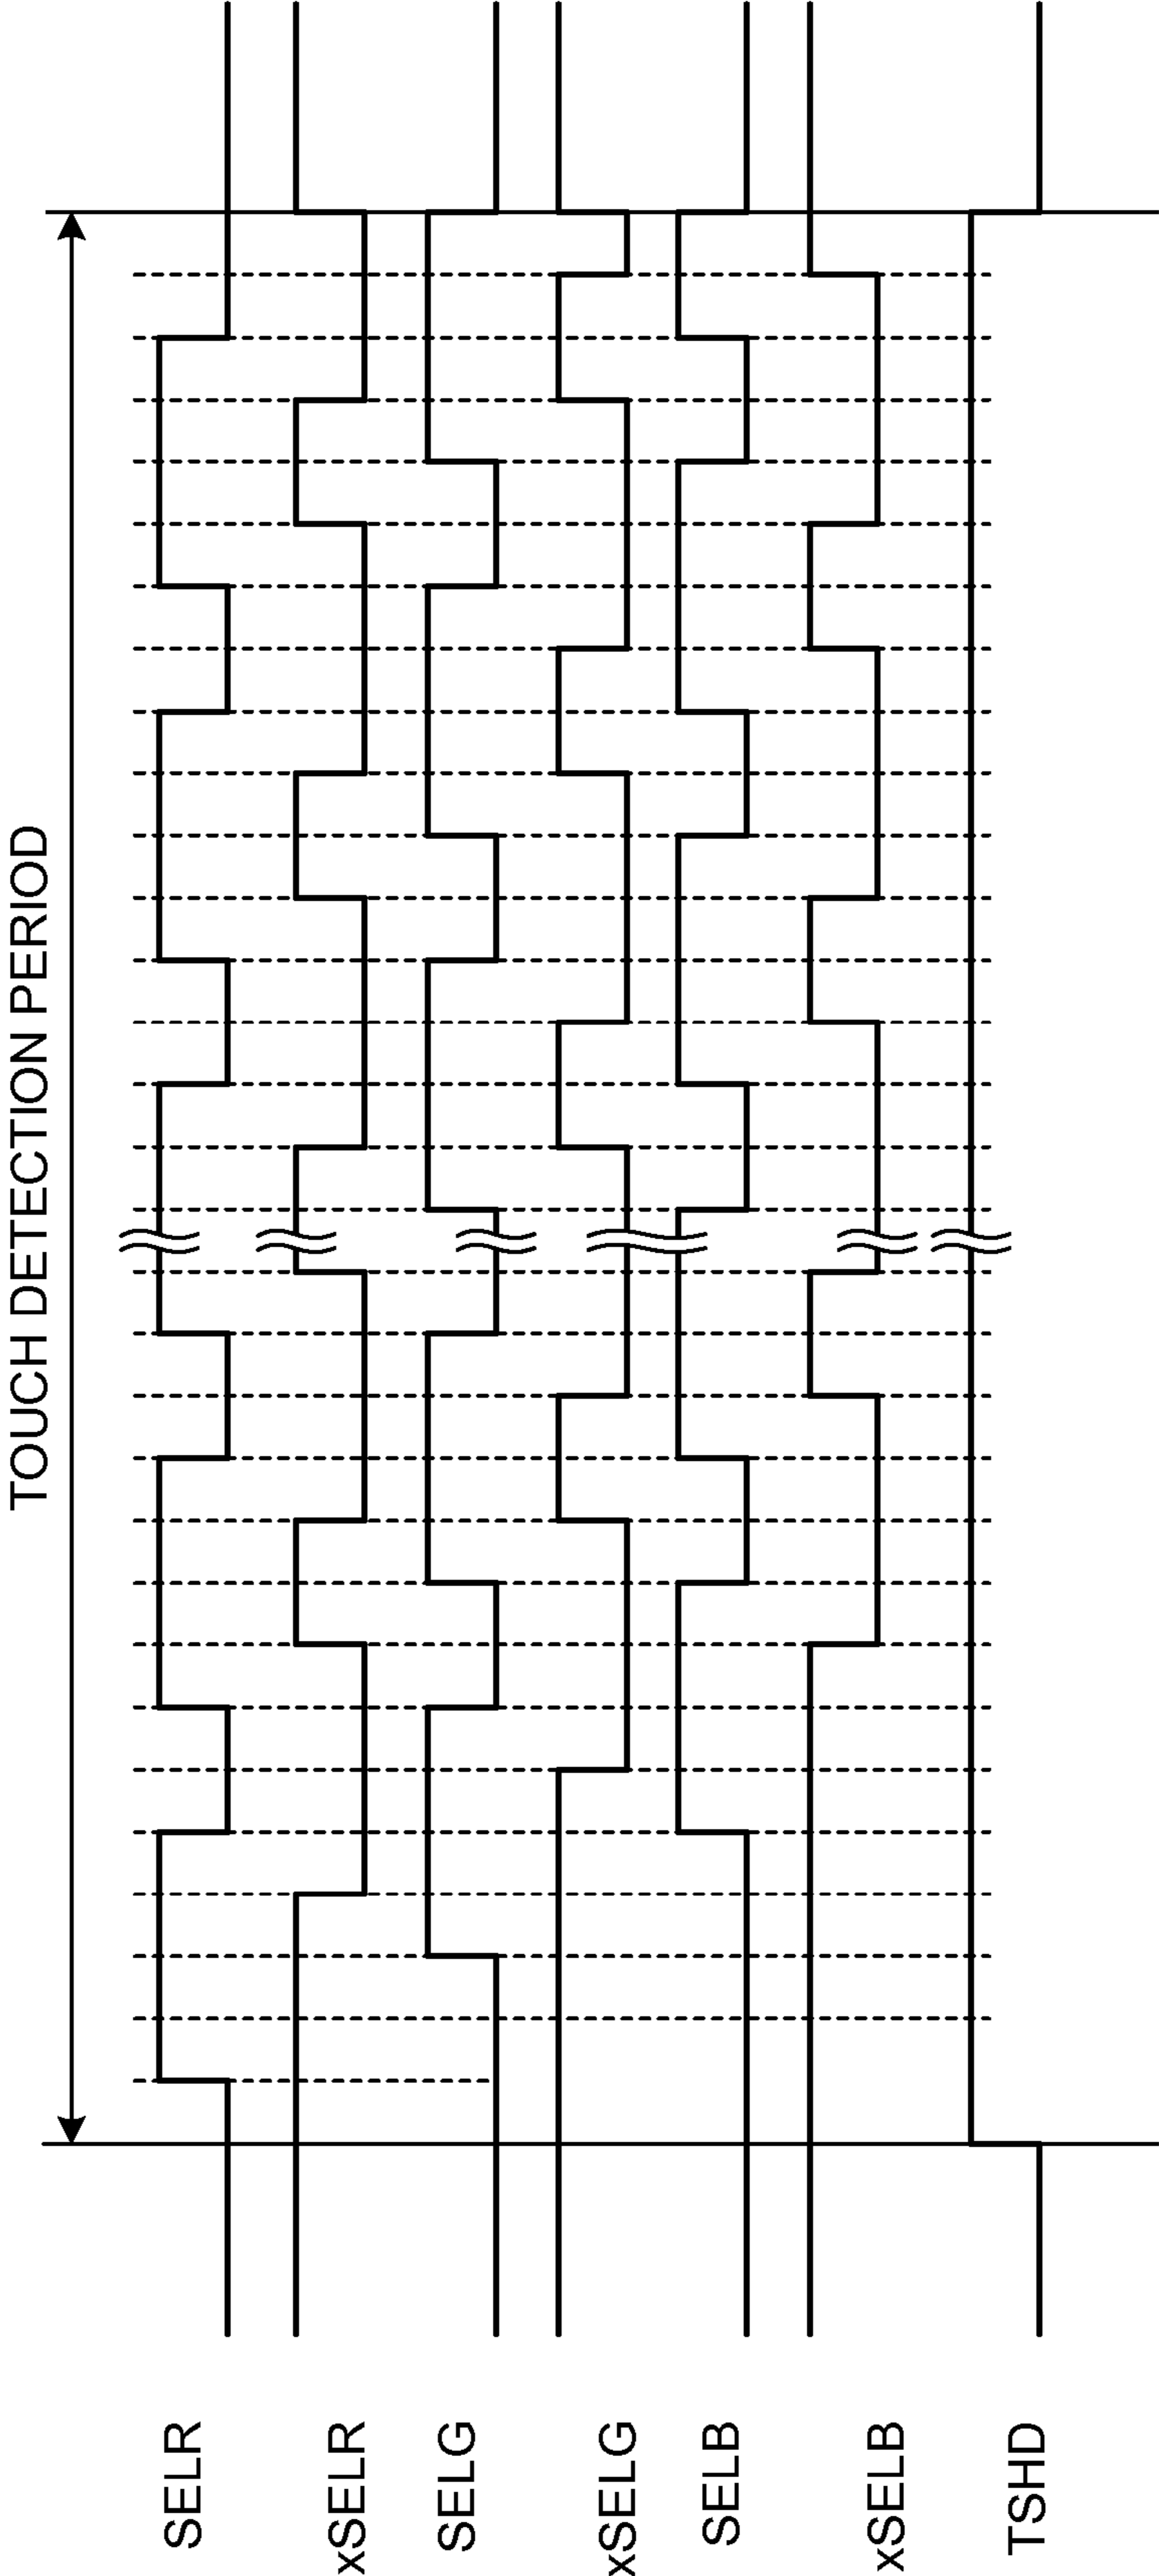 TOUCH DETECTION PERIOD
SELR
xSELR
SELG
xSELG
SELB
xSELB
TSHD